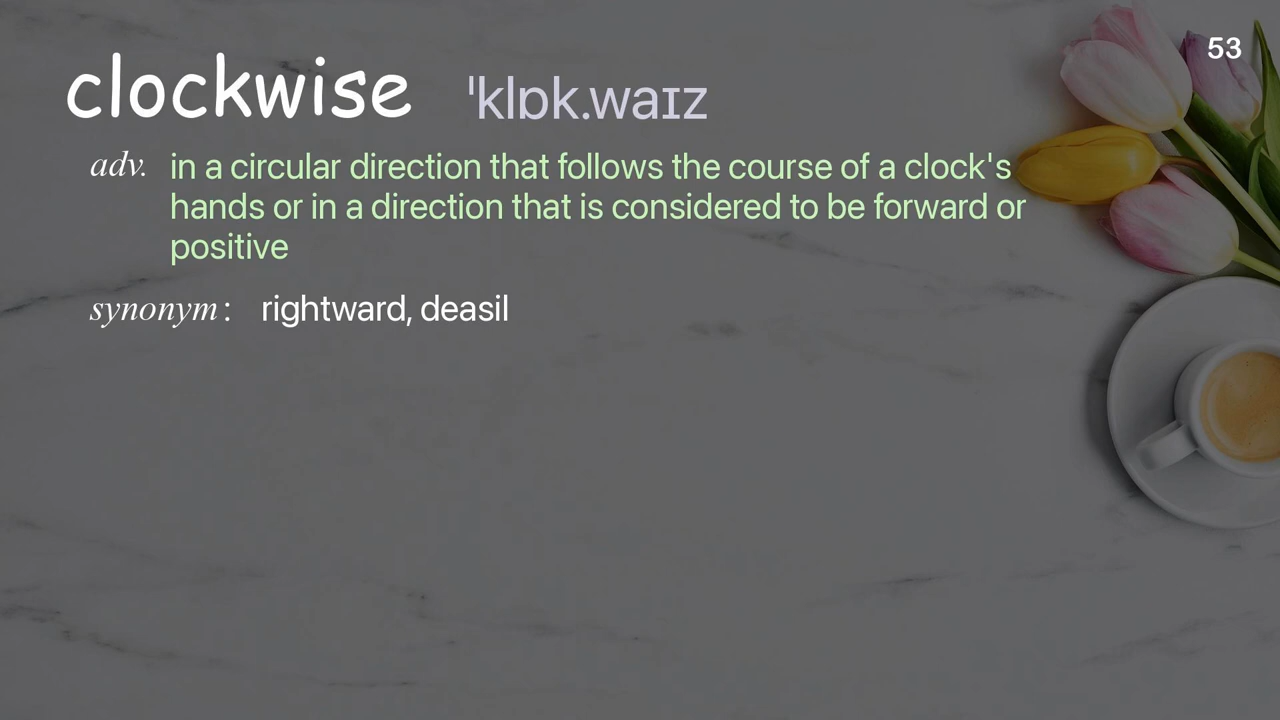 53
clockwise ˈklɒk.waɪz
adv. in a circular direction that follows the course of a clock's
hands or in a direction that is considered to be forward or
positive
synonym: rightward, deasil